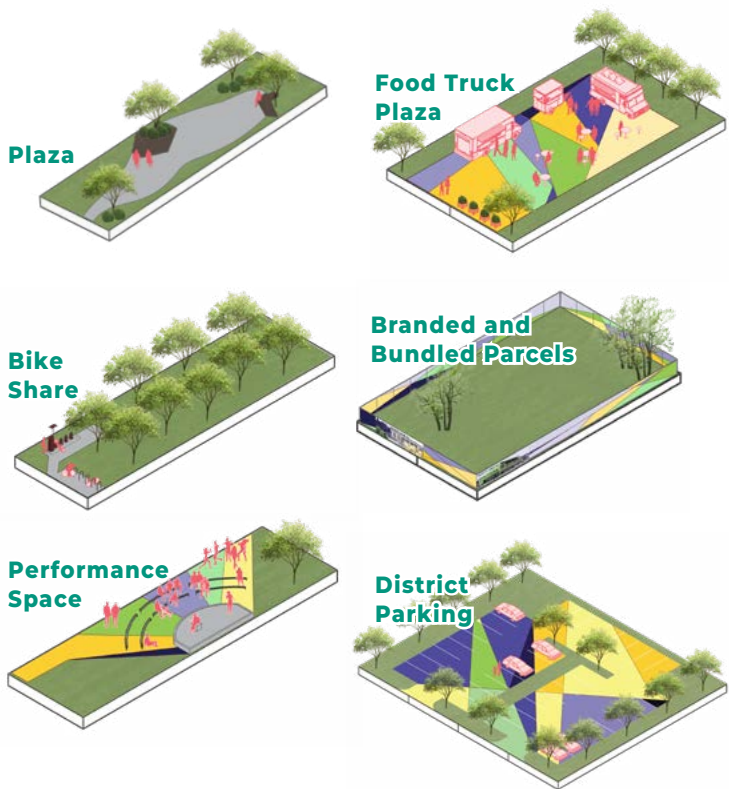 Plaza
Food Truck
Plaza
Bike
Share
Branded and
Bundled Parcels
Performance
Space
District
Parking